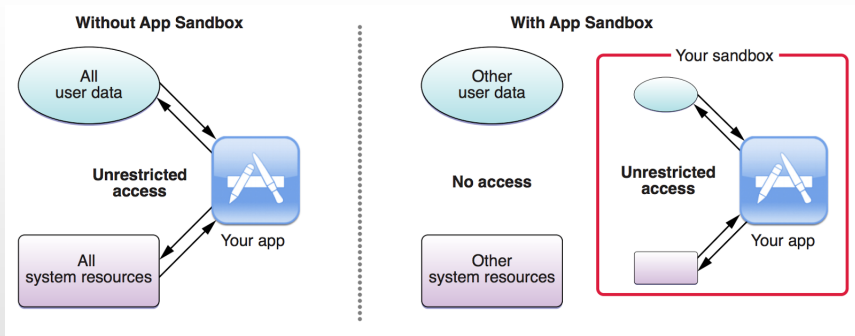 Without App Sandbox
All
user data
Unrestricted
access
Your app
All
system resources
With App Sandbox
Other
user data
No access
Other
system resources
Your sandbox
Unrestricted
access
Your app